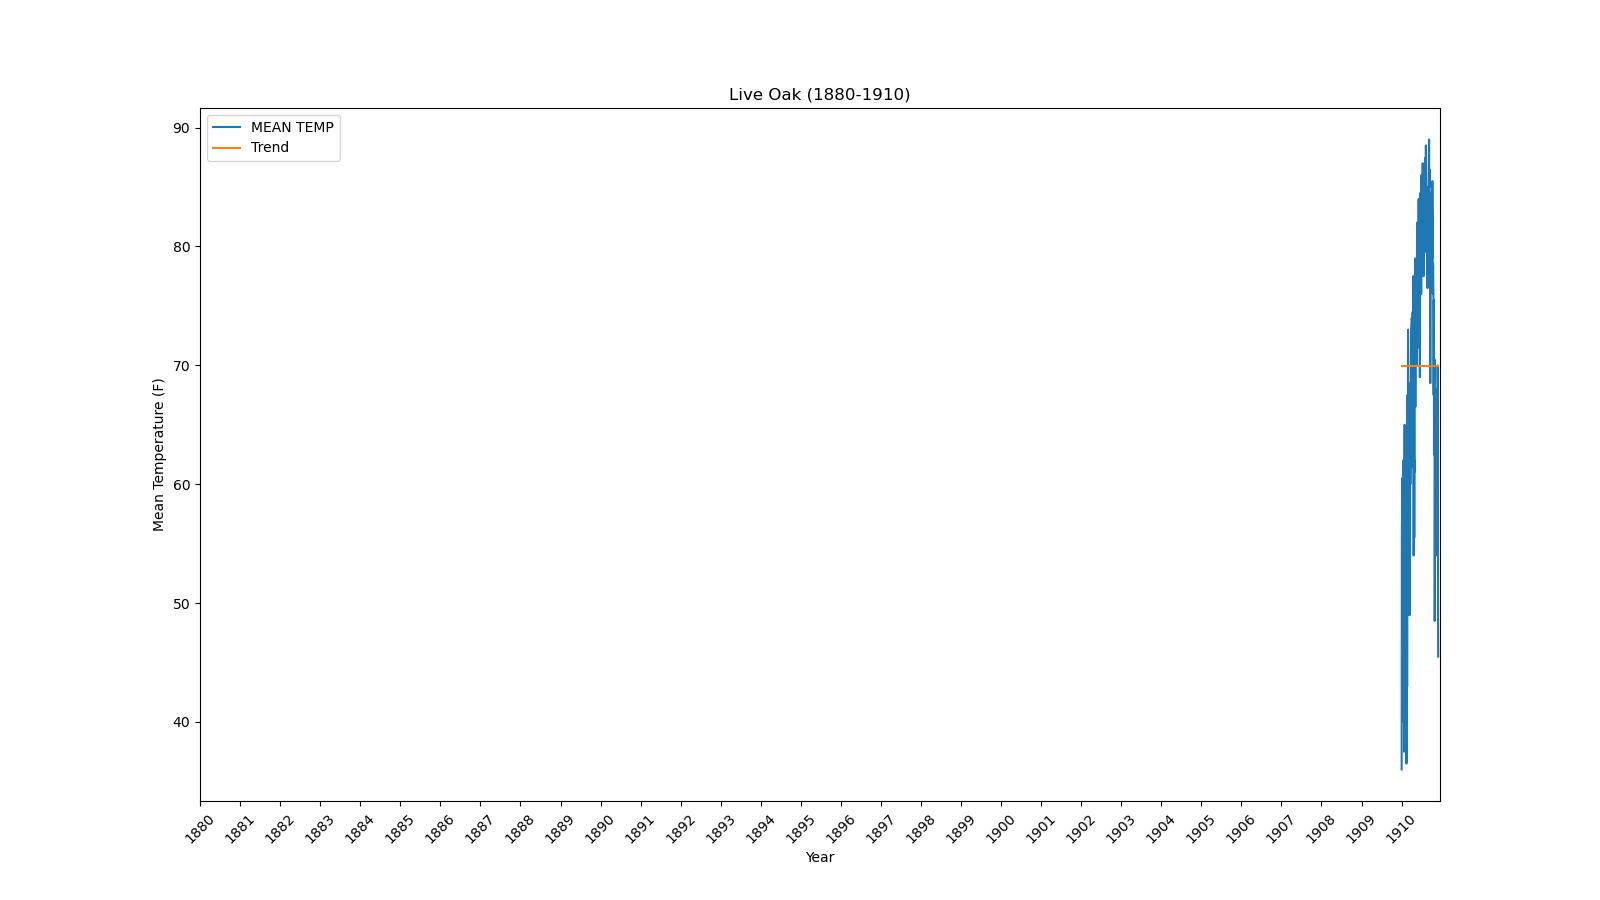 Live Oak (1880-1910)
MEAN TEMP
Trend
90
80
70
60
50
40
Mean Temperature (F)
1880 1881 1882 1883 1884 1885 1886 1887 1888 1889 1890 1891 1892 1893 1894 1895 1896 1897 1898 1899 1900 1901 1902 1903 1904 1905 1906 1907 1908 1909 1910
Year